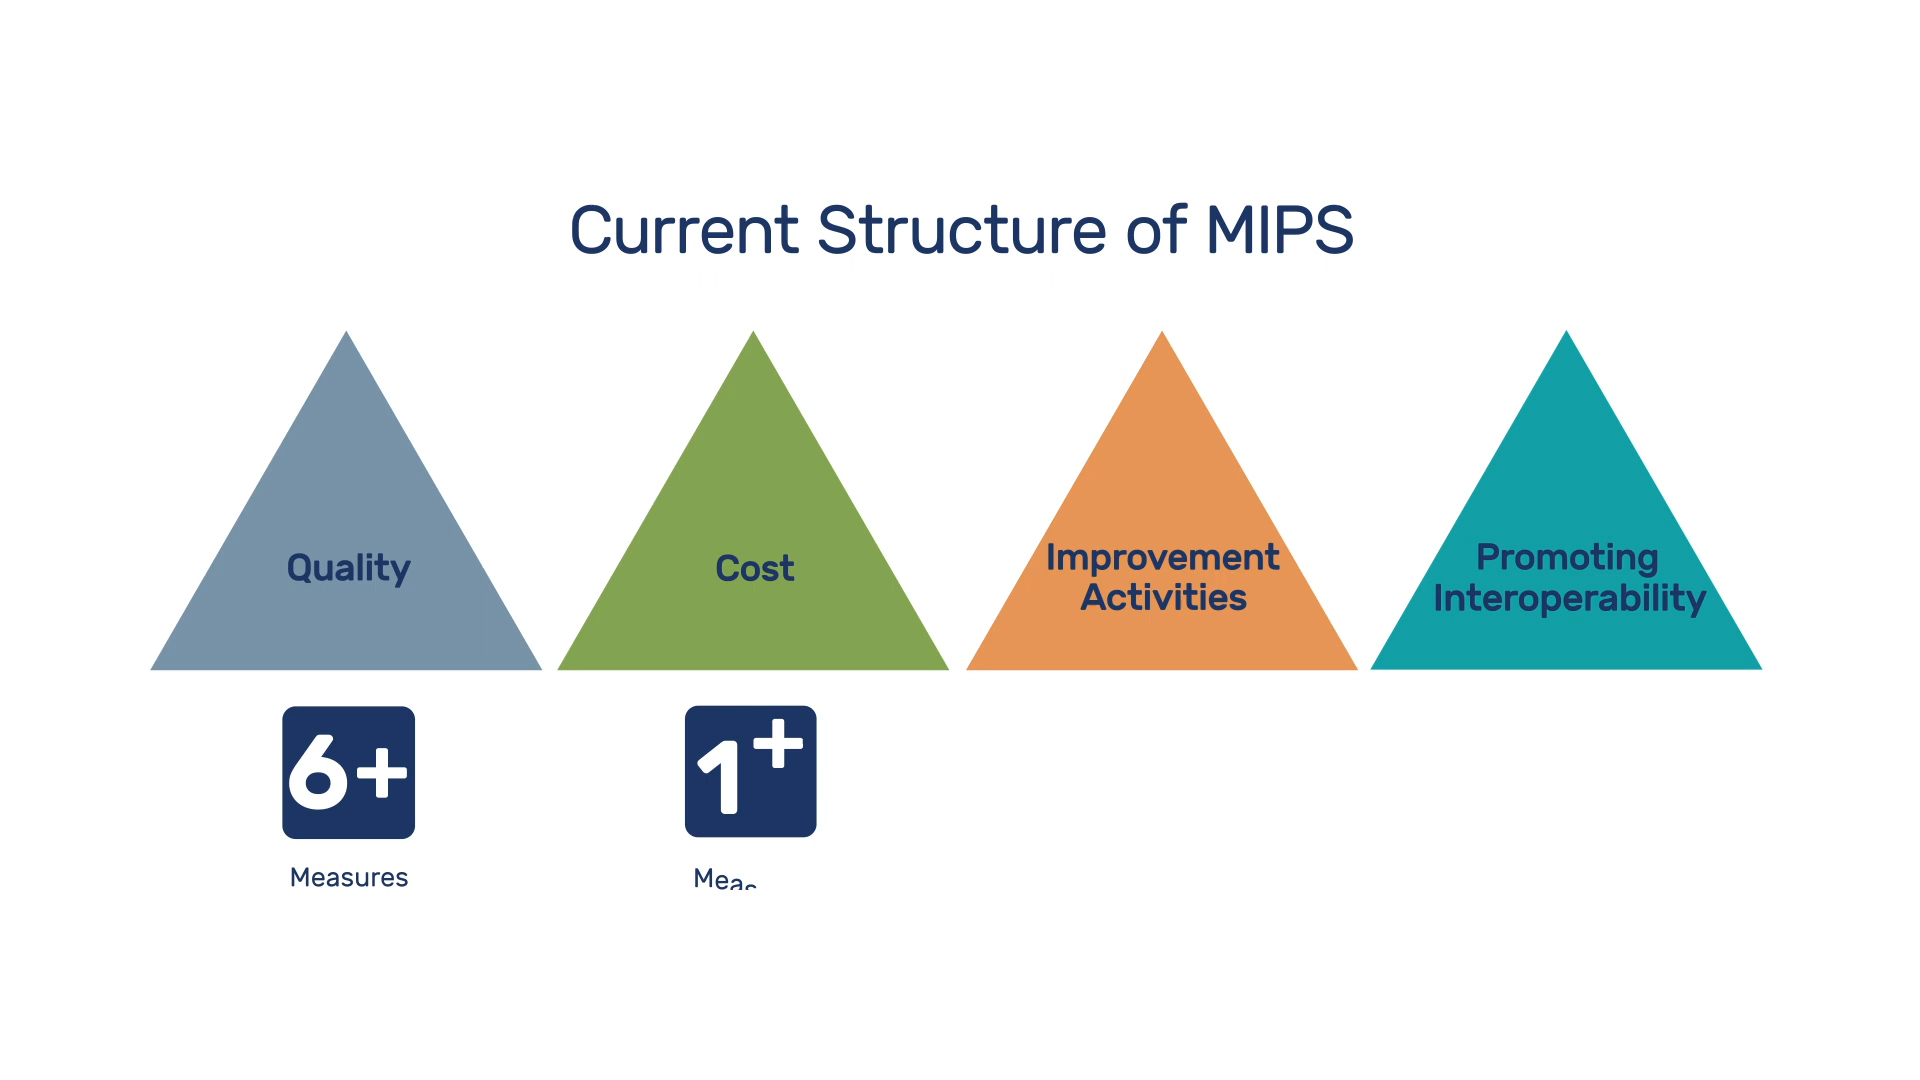 Current Structure of MIPS
Quality
Cost
Improvement
Activities
Promoting
Interoperability
6+
1+
Measures